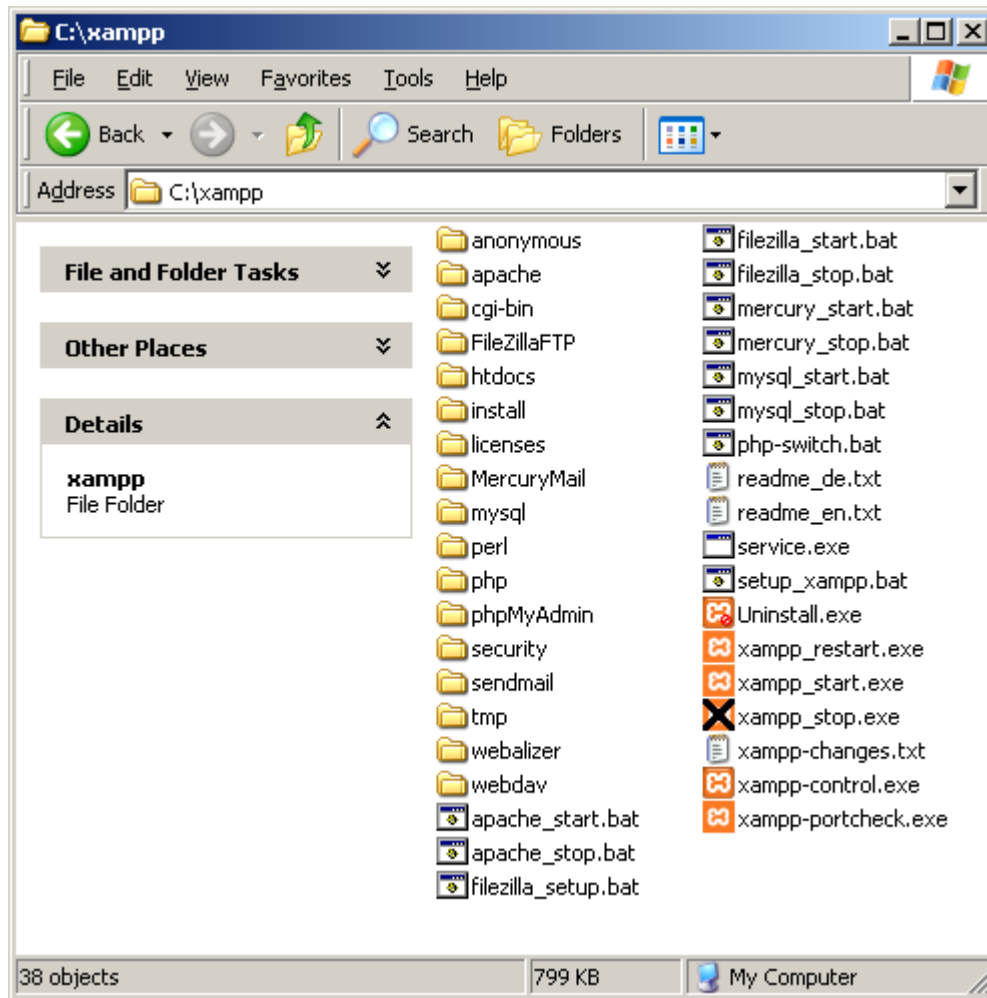 C:\xampp
File Edit View Favorites Tools Help
Back Search Folders
Address C:\xampp
File and Folder Tasks
Other Places
Details
xampp
File Folder
anonymous
apache
cgi-bin
FileZillaFTP
htdocs
install
licenses
MercuryMail
mysql
perl
php
phpMyAdmin
security
sendmail
tmp
webalizer
webdav
apache_start.bat
apache_stop.bat
filezilla_setup.bat
filezilla_start.bat
filezilla_stop.bat
mercury_start.bat
mercury_stop.bat
mysql_start.bat
mysql_stop.bat
php-switch.bat
readme_de.txt
readme_en.txt
service.exe
setup_xampp.bat
Uninstall.exe
xampp_restart.exe
xampp_start.exe
xampp_stop.exe
xampp-changes.txt
xampp-control.exe
xampp-portcheck.exe
38 objects 799 KB My Computer